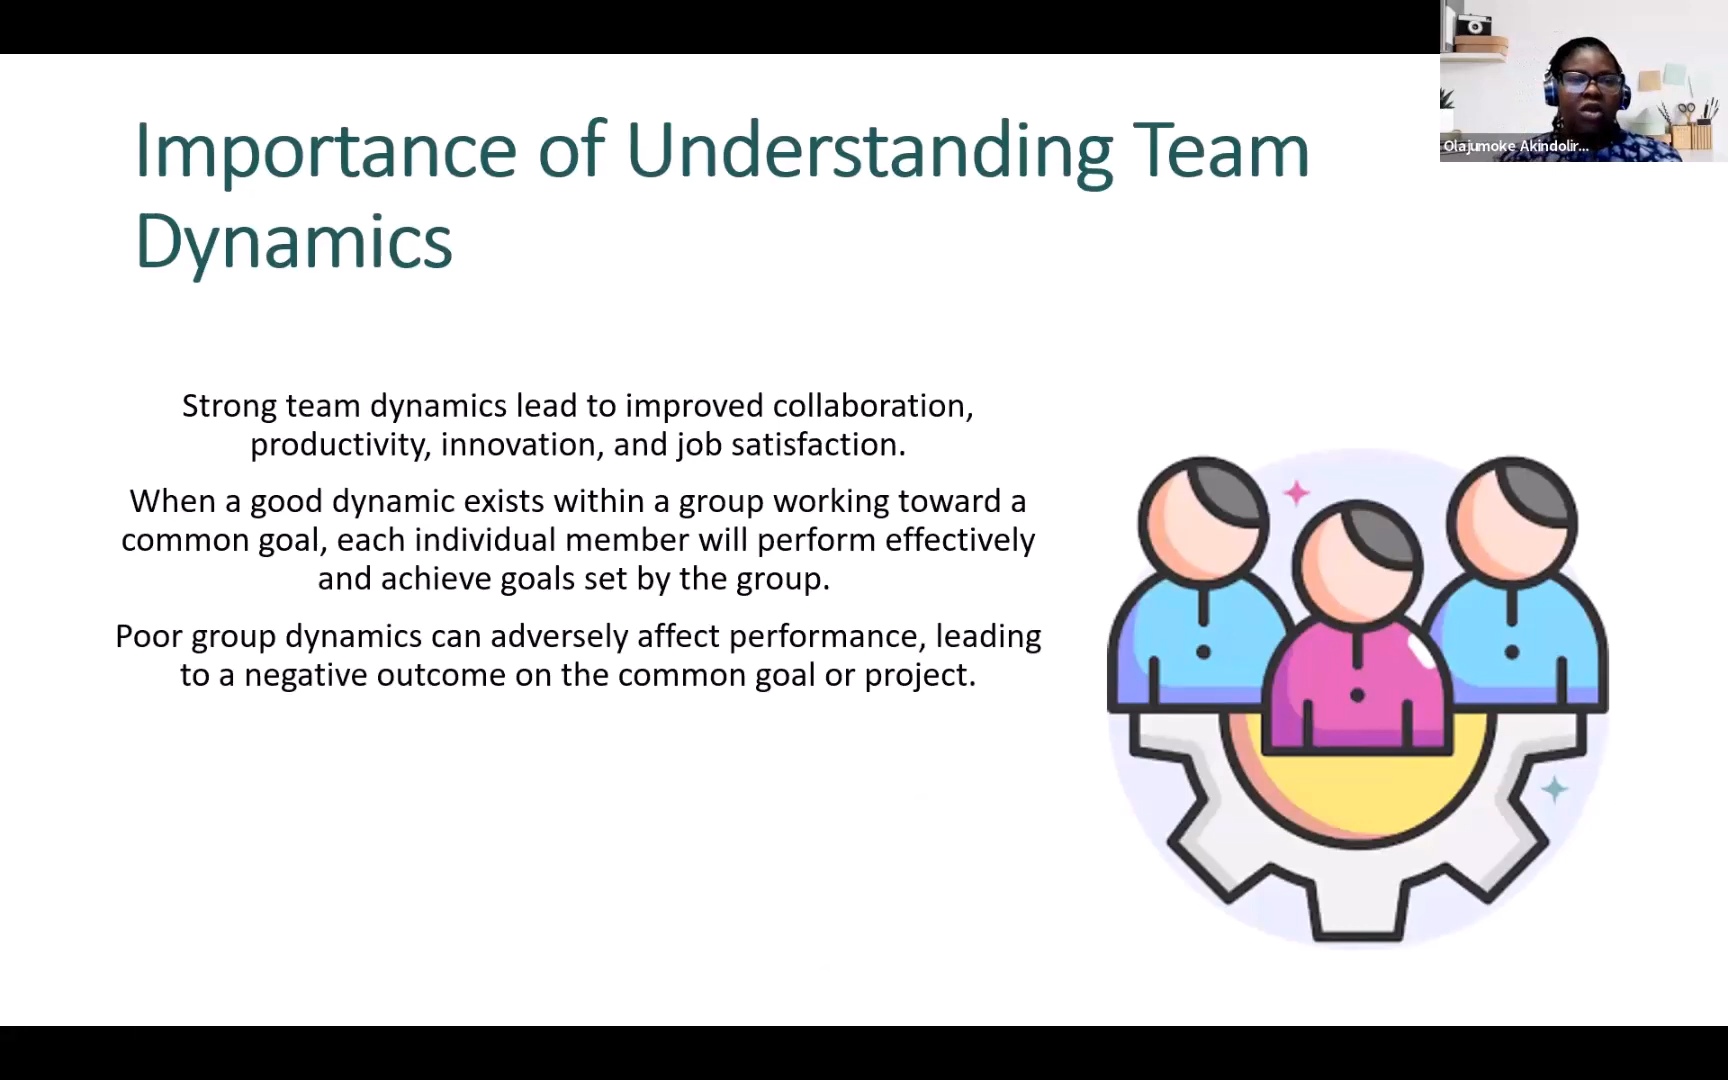 Importance of Understanding Team
Dynamics
Olajumoke Akindolir...
Strong team dynamics lead to improved collaboration,
productivity, innovation, and job satisfaction.
When a good dynamic exists within a group working toward a
common goal, each individual member will perform effectively
and achieve goals set by the group.
Poor group dynamics can adversely affect performance, leading
to a negative outcome on the common goal or project.